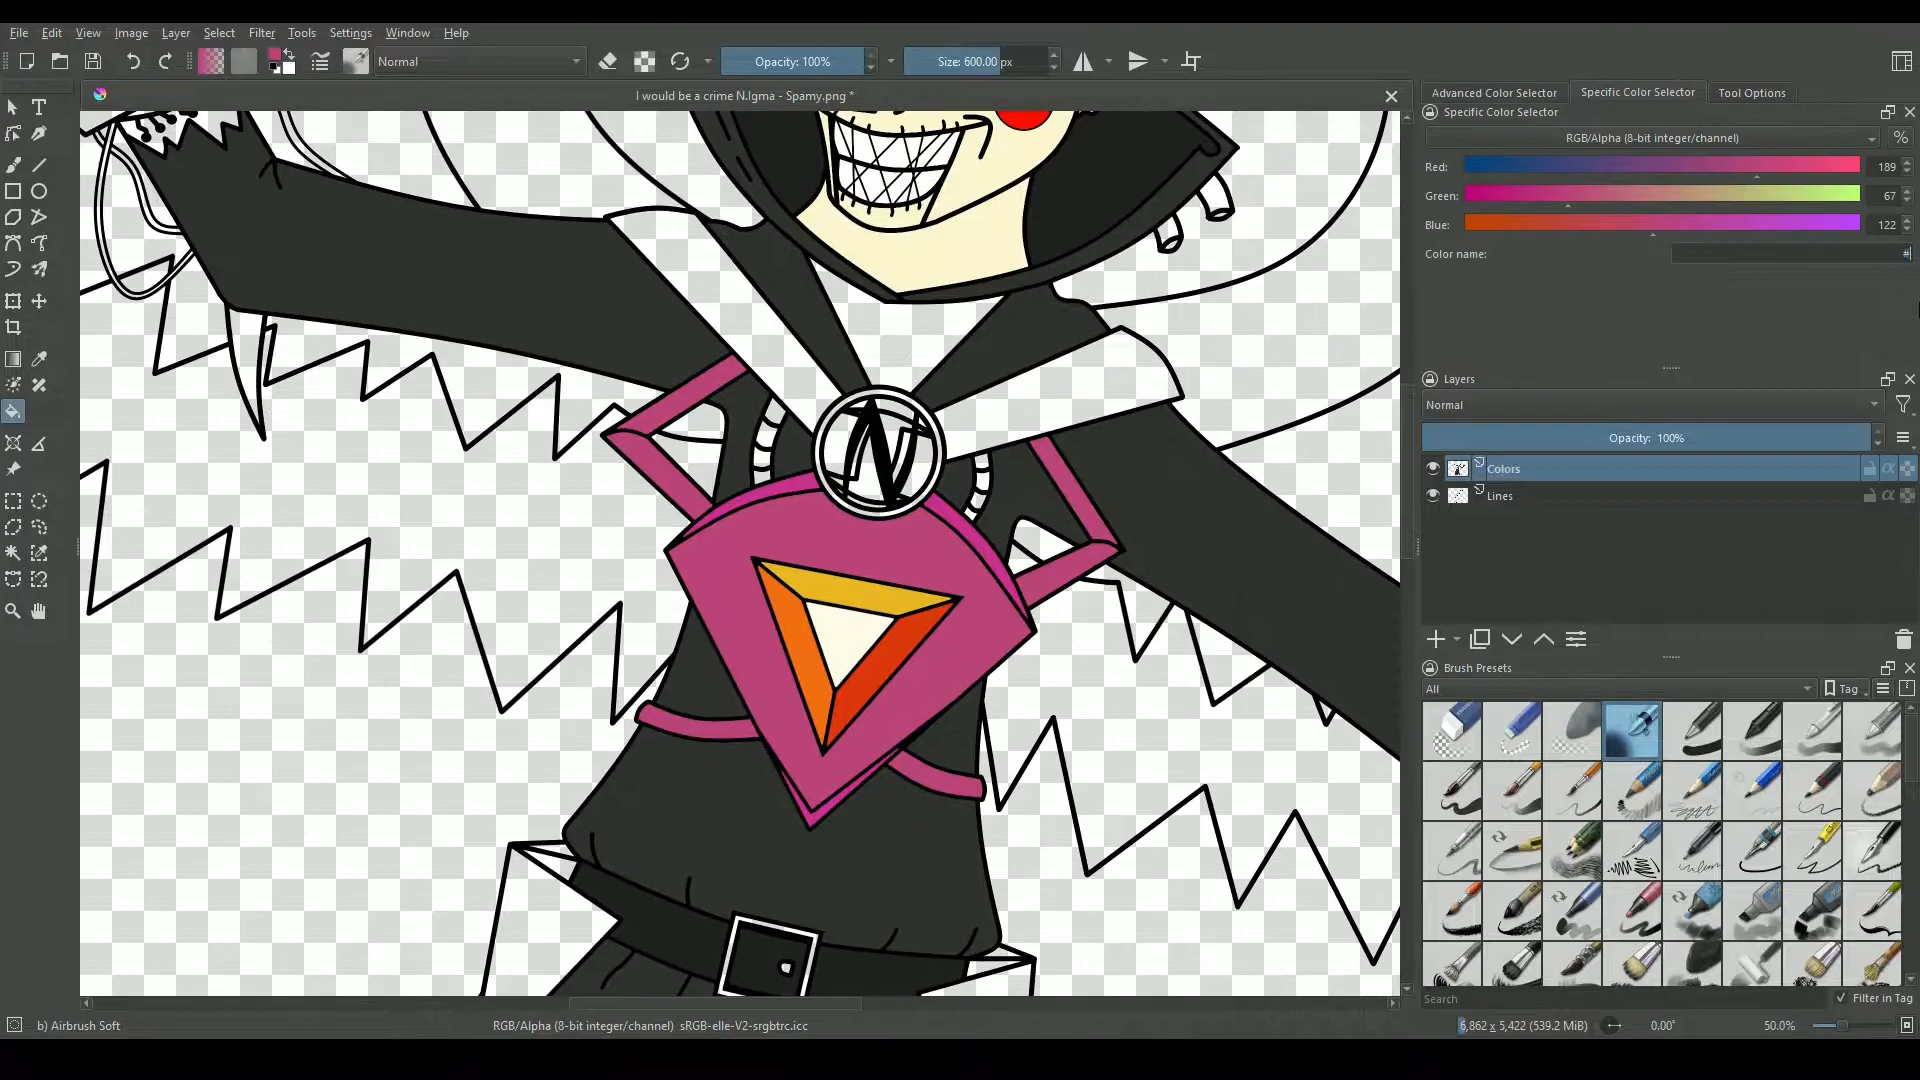 File Edit View Image Layer Select Filter Tools Settings Window Help
Normal Opacity: 100% Size: 600.00 px
I would be a crime N.Igma - Spamy.png *
Advanced Color Selector Specific Color Selector Tool Options
Specific Color Selector
RGB/Alpha (8-bit integer/channel) %
Red: 189
Green: 67
Blue: 122
Color name: #
Layers
Normal
Opacity: 100%
Colors
Lines
Brush Presets
All Tag
N
Search Filter in Tag
b) Airbrush Soft RGB/Alpha (8-bit integer/channel) sRGB-elle-V2-srgbtrc.icc 6,862 x 5,422 (539.2 MiB) 0.00° 50.0%